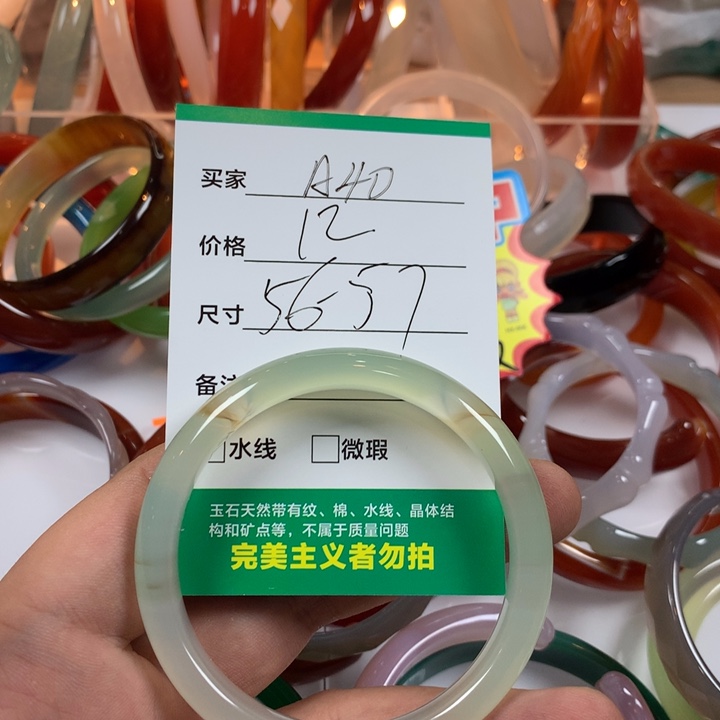 买家 A40
价格 12
尺寸 56-57
备注
水线 微瑕
玉石天然带有纹、棉、水线、晶体结
构和矿点等，不属于质量问题
完美主义者勿拍